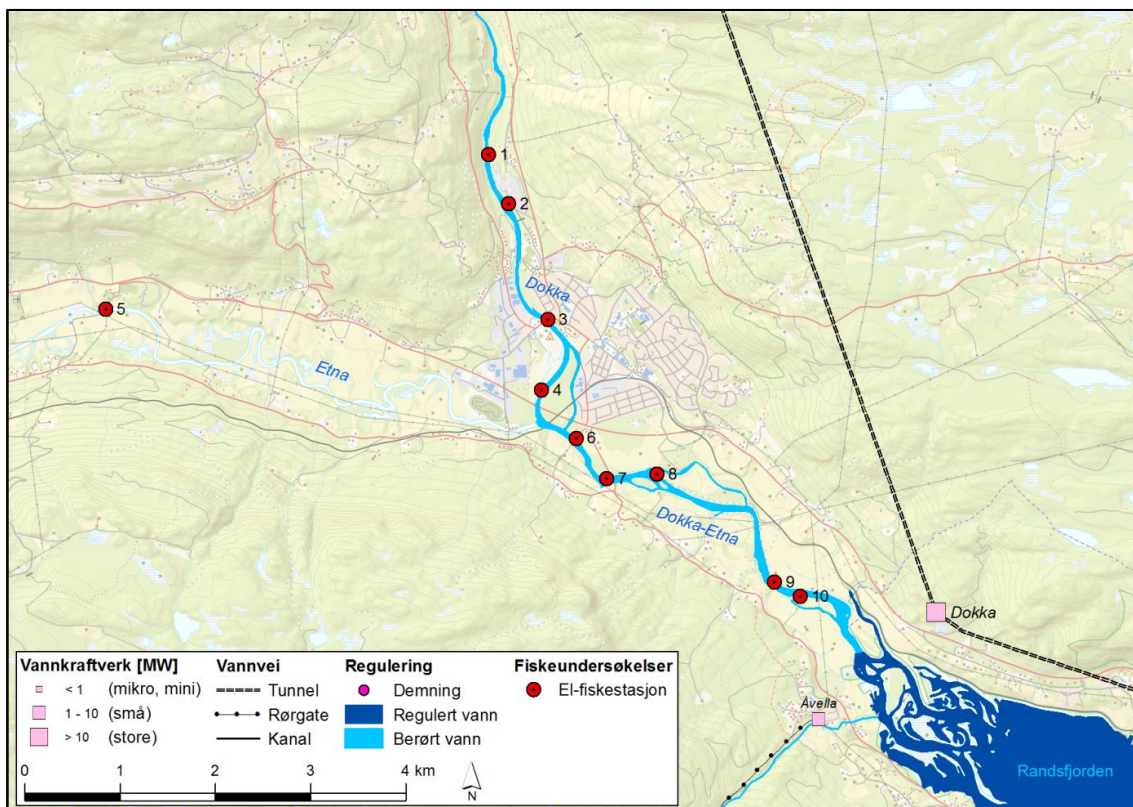 1
2
Dokka
3
5
Etna
4
6
7
8
Dokka-Etna
9
10
Dokka
Avella
Randsfjorden
Vannkraftverk [MW]
< 1 (mikro, mini)
1 - 10 (små)
> 10 (store)
Vannvei
Tunnel
Rørgate
Kanal
Regulering
Demning
Regulert vann
Berørt vann
Fiskeundersøkelser
El-fiskestasjon
0 1 2 3 4 km
N